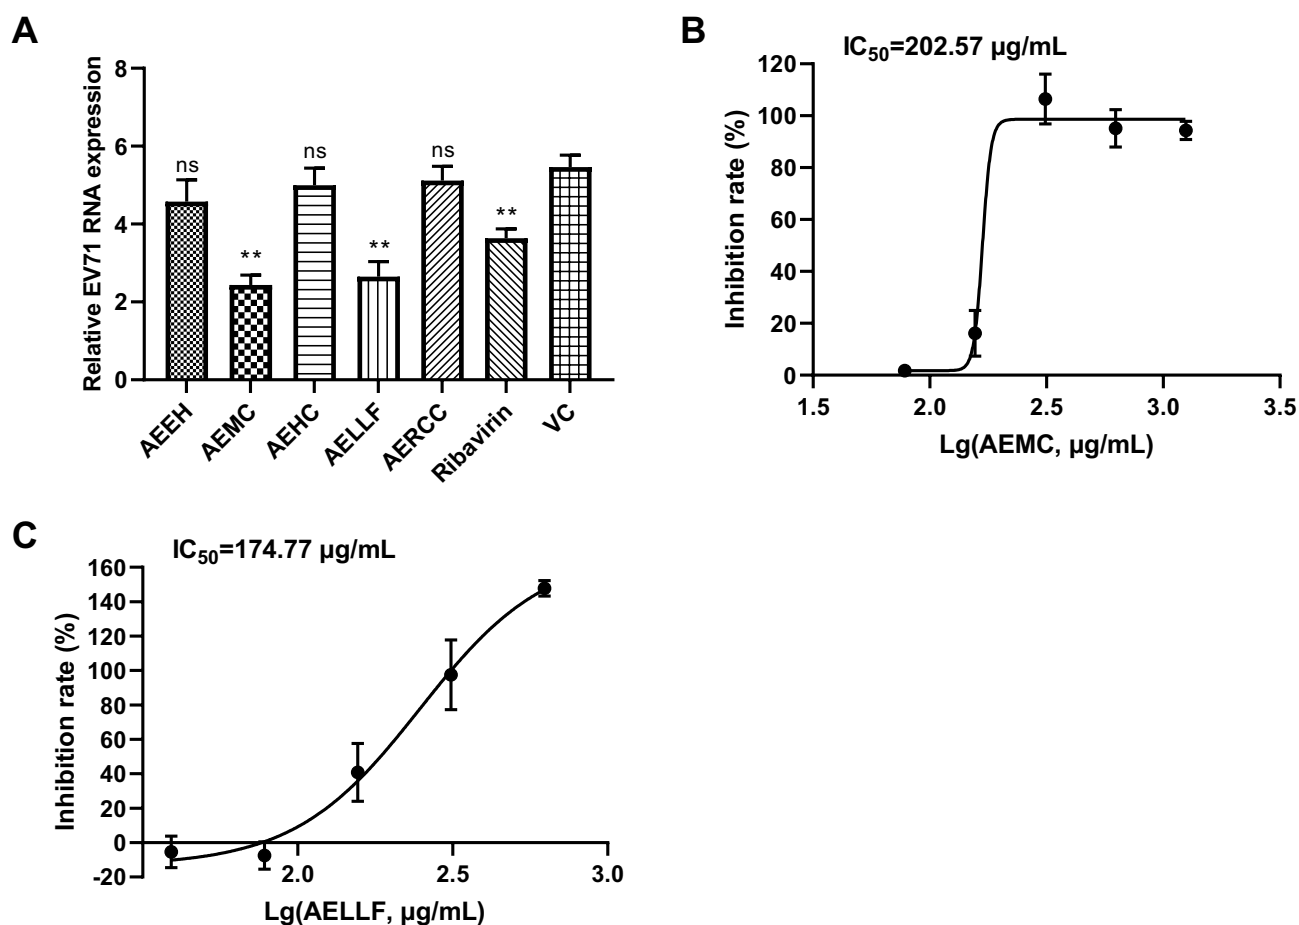 A
Relative EV71 RNA expression
8
6
4
2
0
ns
**
ns
**
ns
**
AEEH
AEMC
AEHC
AELLF
AERCC
Ribavirin
VC
B
IC50=202.57 µg/mL
Inhibition rate (%)
120
100
80
60
40
20
0
1.5 2.0 2.5 3.0 3.5
Lg(AEMC, µg/mL)
C
IC50=174.77 µg/mL
Inhibition rate (%)
160
140
120
100
80
60
40
20
0
-20
2.0 2.5 3.0
Lg(AELLF, µg/mL)